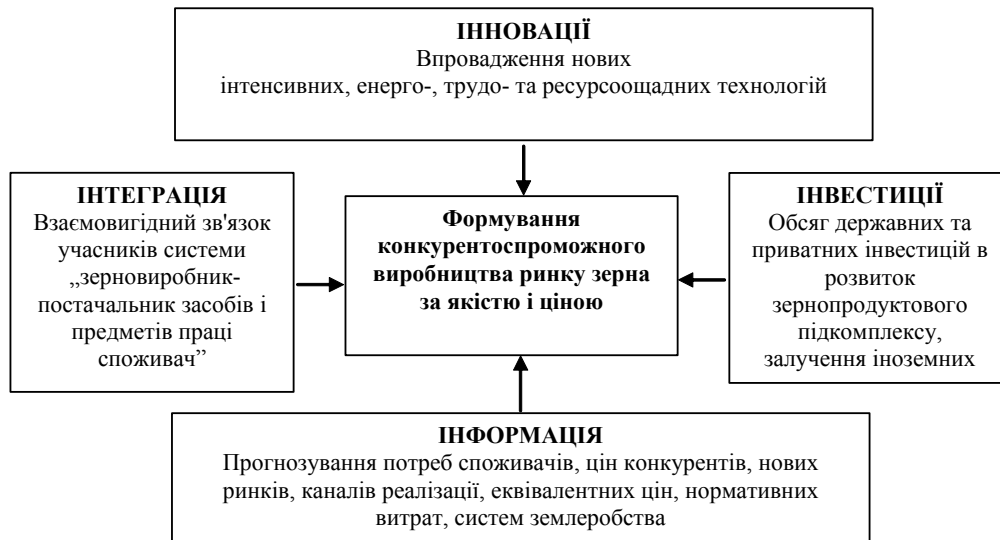 ІННОВАЦІЇ
Впровадження нових
інтенсивних, енерго-, трудо- та ресурсоощадних технологій
ІНТЕГРАЦІЯ
Взаємовигідний зв'язок
учасників системи
„зерновиробник-
постачальник засобів і
предметів праці
споживач”
Формування
конкурентоспроможного
виробництва ринку зерна
за якістю і ціною
ІНВЕСТИЦІЇ
Обсяг державних та
приватних інвестицій в
розвиток
зернопродуктового
підкомплексу,
залучення іноземних
ІНФОРМАЦІЯ
Прогнозування потреб споживачів, цін конкурентів, нових
ринків, каналів реалізації, еквівалентних цін, нормативних
витрат, систем землеробства